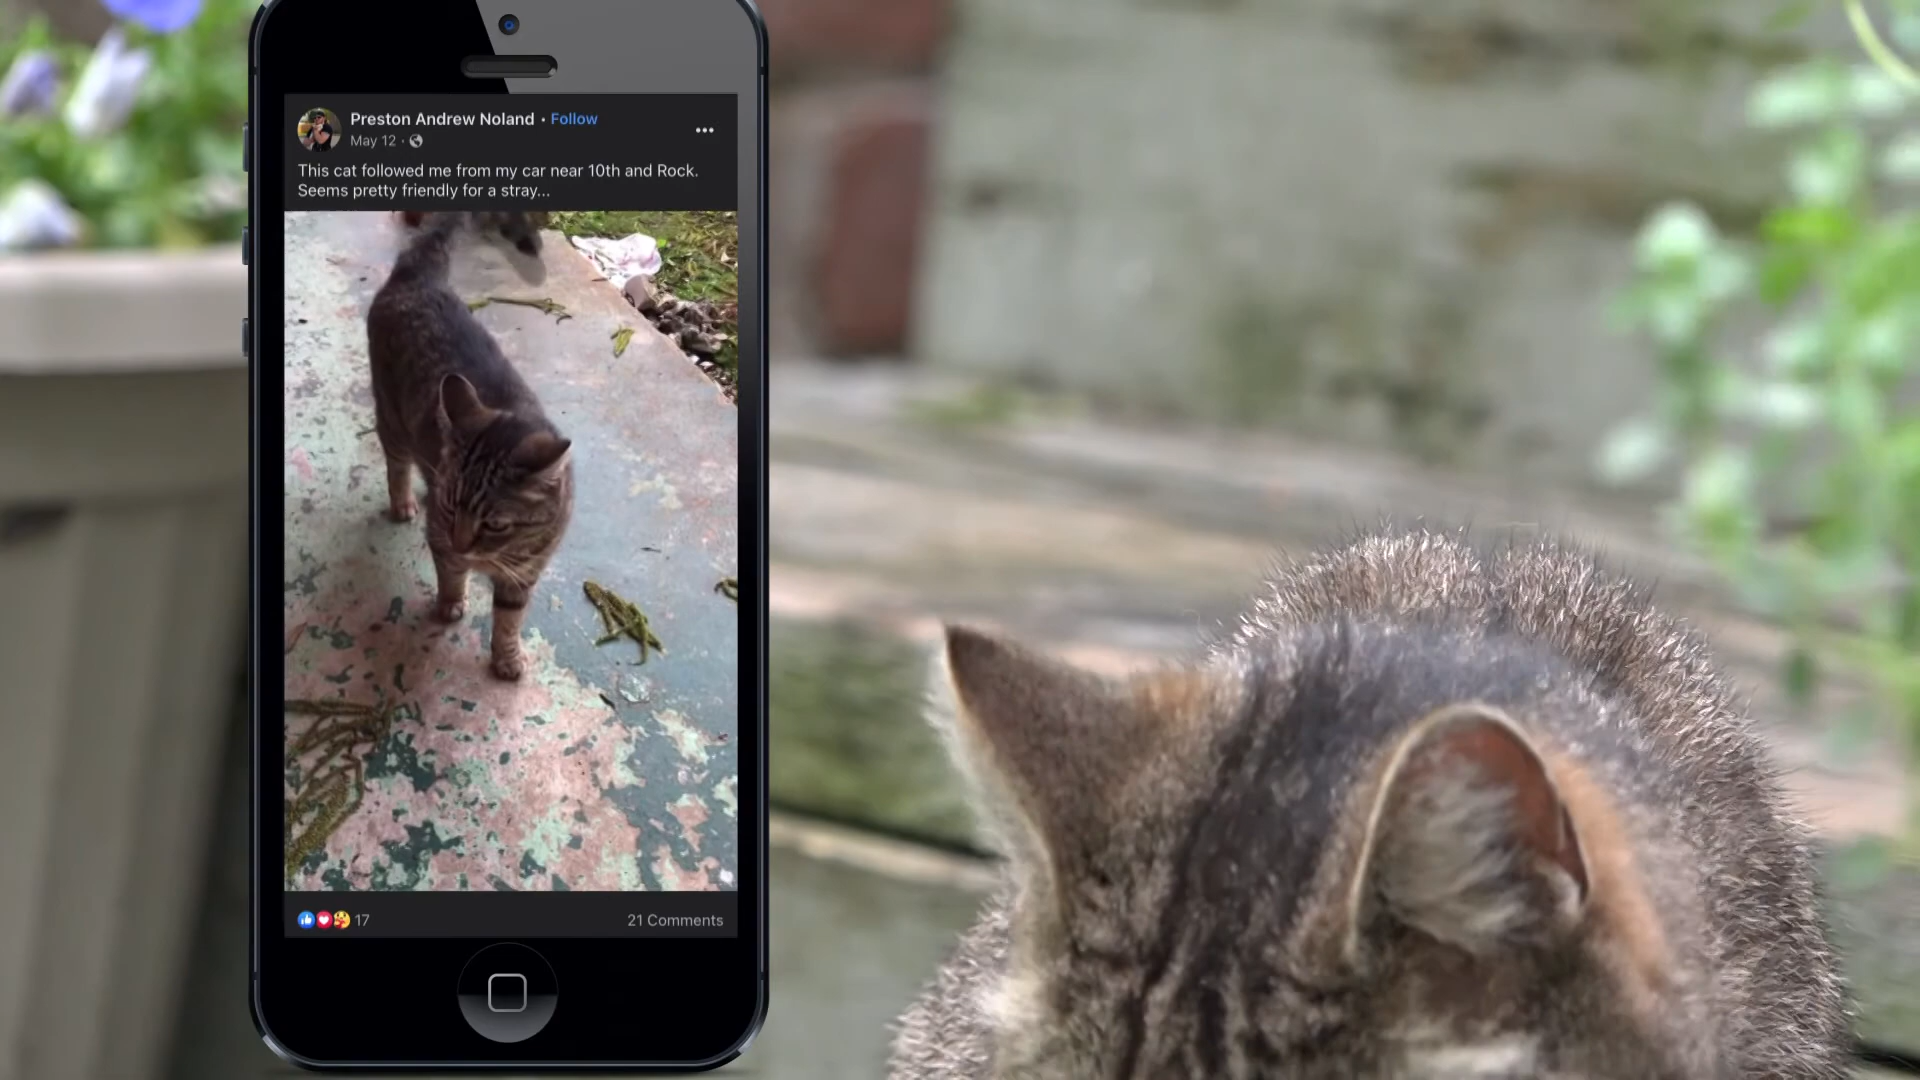 Preston Andrew Noland • Follow
May 12 ·
This cat followed me from my car near 10th and Rock.
Seems pretty friendly for a stray...
17
21 Comments